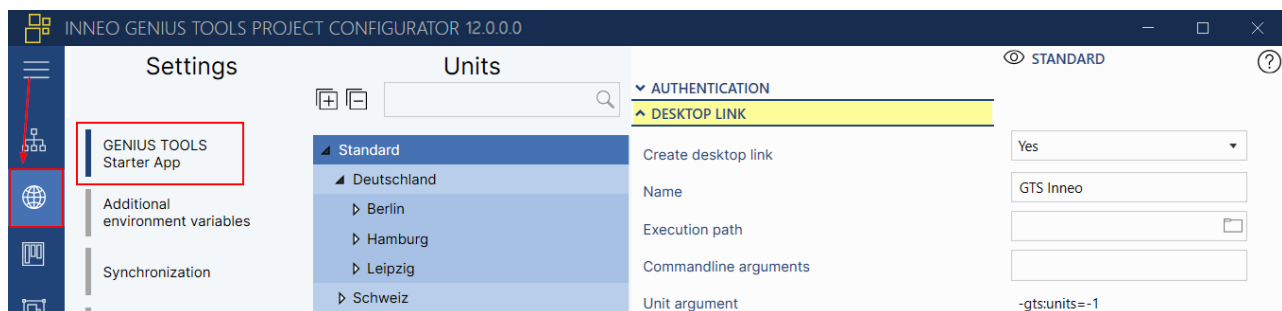 INNEO GENIUS TOOLS PROJECT CONFIGURATOR 12.0.0.0
Settings
GENIUS TOOLS
Starter App
Additional
environment variables
Synchronization
Units
Standard
Deutschland
Berlin
Hamburg
Leipzig
Schweiz
STANDARD
?
AUTHENTICATION
DESKTOP LINK
Create desktop link
Yes
Name
GTS Inneo
Execution path
Commandline arguments
Unit argument
-gts:units=-1